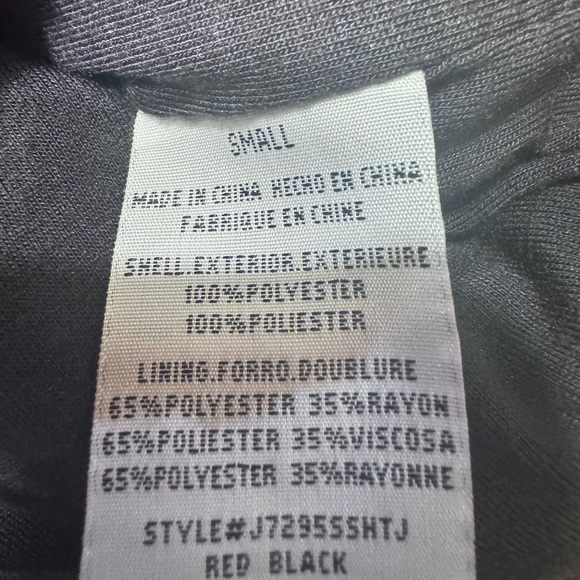 SMALL
MADE IN CHINA HECHO EN CHINA
FABRIQUE EN CHINE
SHELL.EXTERIOR.EXTERIEURE
100%POLYESTER
100%POLIESTER
LINING.FORRO.DOUBLURE
65%POLYESTER 35%RAYON
65%POLIESTER 35%VISCOSA
65%POLYESTER 35%RAYONNE
STYLE#J7295SSHTJ
RED BLACK